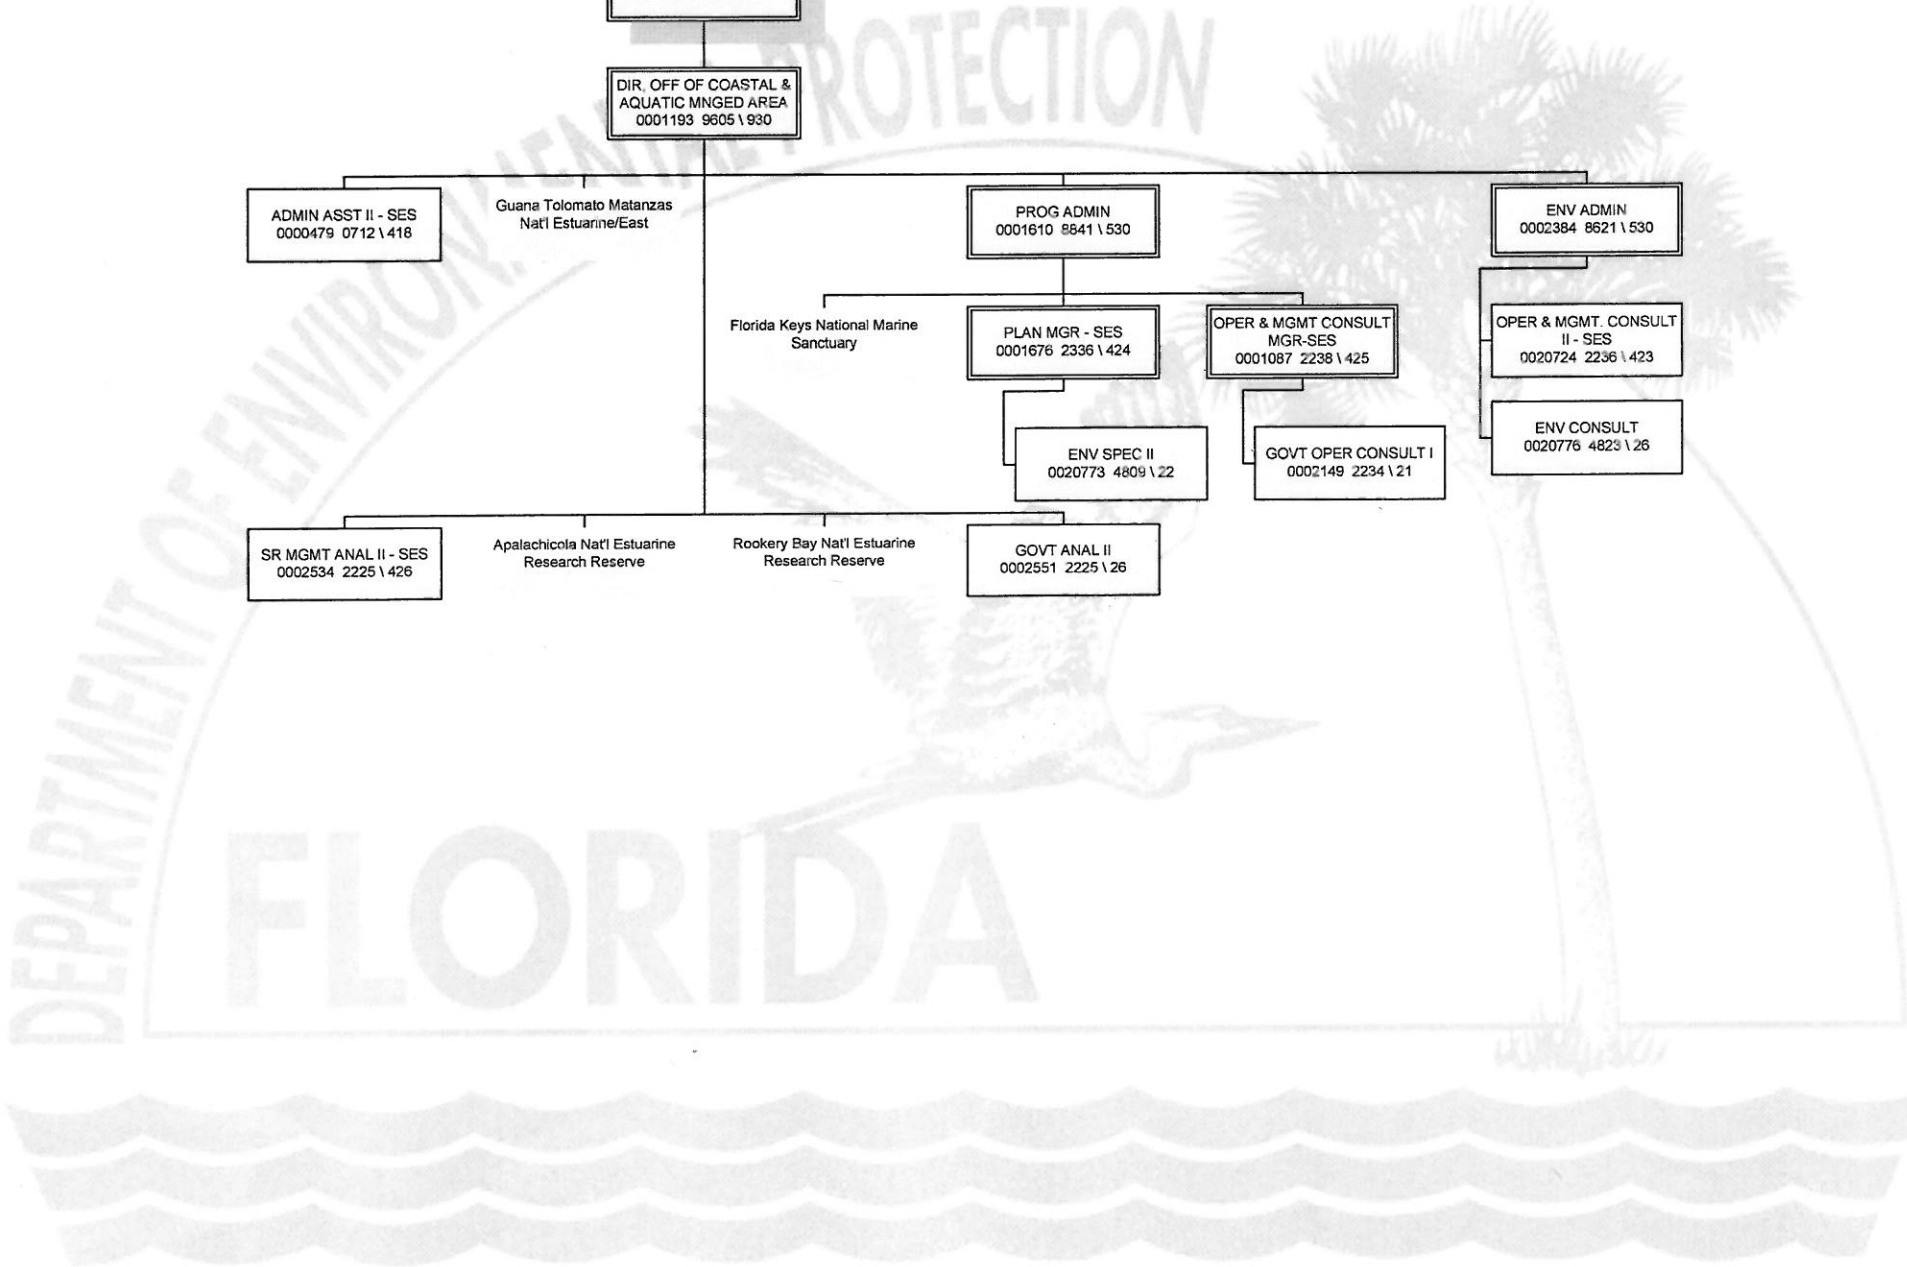 DEPARTMENT OF ENVIRONMENTAL PROTECTION
DIR, OFF OF COASTAL &
AQUATIC MNGED AREA
0001193 9605 \ 930
ADMIN ASST II - SES
0000479 0712 \ 418
Guana Tolomato Matanzas
Nat'l Estuarine/East
PROG ADMIN
0001610 8841 \ 530
ENV ADMIN
0002384 8621 \ 530
Florida Keys National Marine
Sanctuary
PLAN MGR - SES
0001676 2336 \ 424
OPER & MGMT CONSULT
MGR-SES
0001087 2238 \ 425
OPER & MGMT. CONSULT
II - SES
0020724 2236 \ 423
ENV SPEC II
0020773 4809 \ 22
GOVT OPER CONSULT I
0002149 2234 \ 21
ENV CONSULT
0020776 4823 \ 26
SR MGMT ANAL II - SES
0002534 2225 \ 426
Apalachicola Nat'l Estuarine
Research Reserve
Rookery Bay Nat'l Estuarine
Research Reserve
GOVT ANAL II
0002551 2225 \ 26
FLORIDA